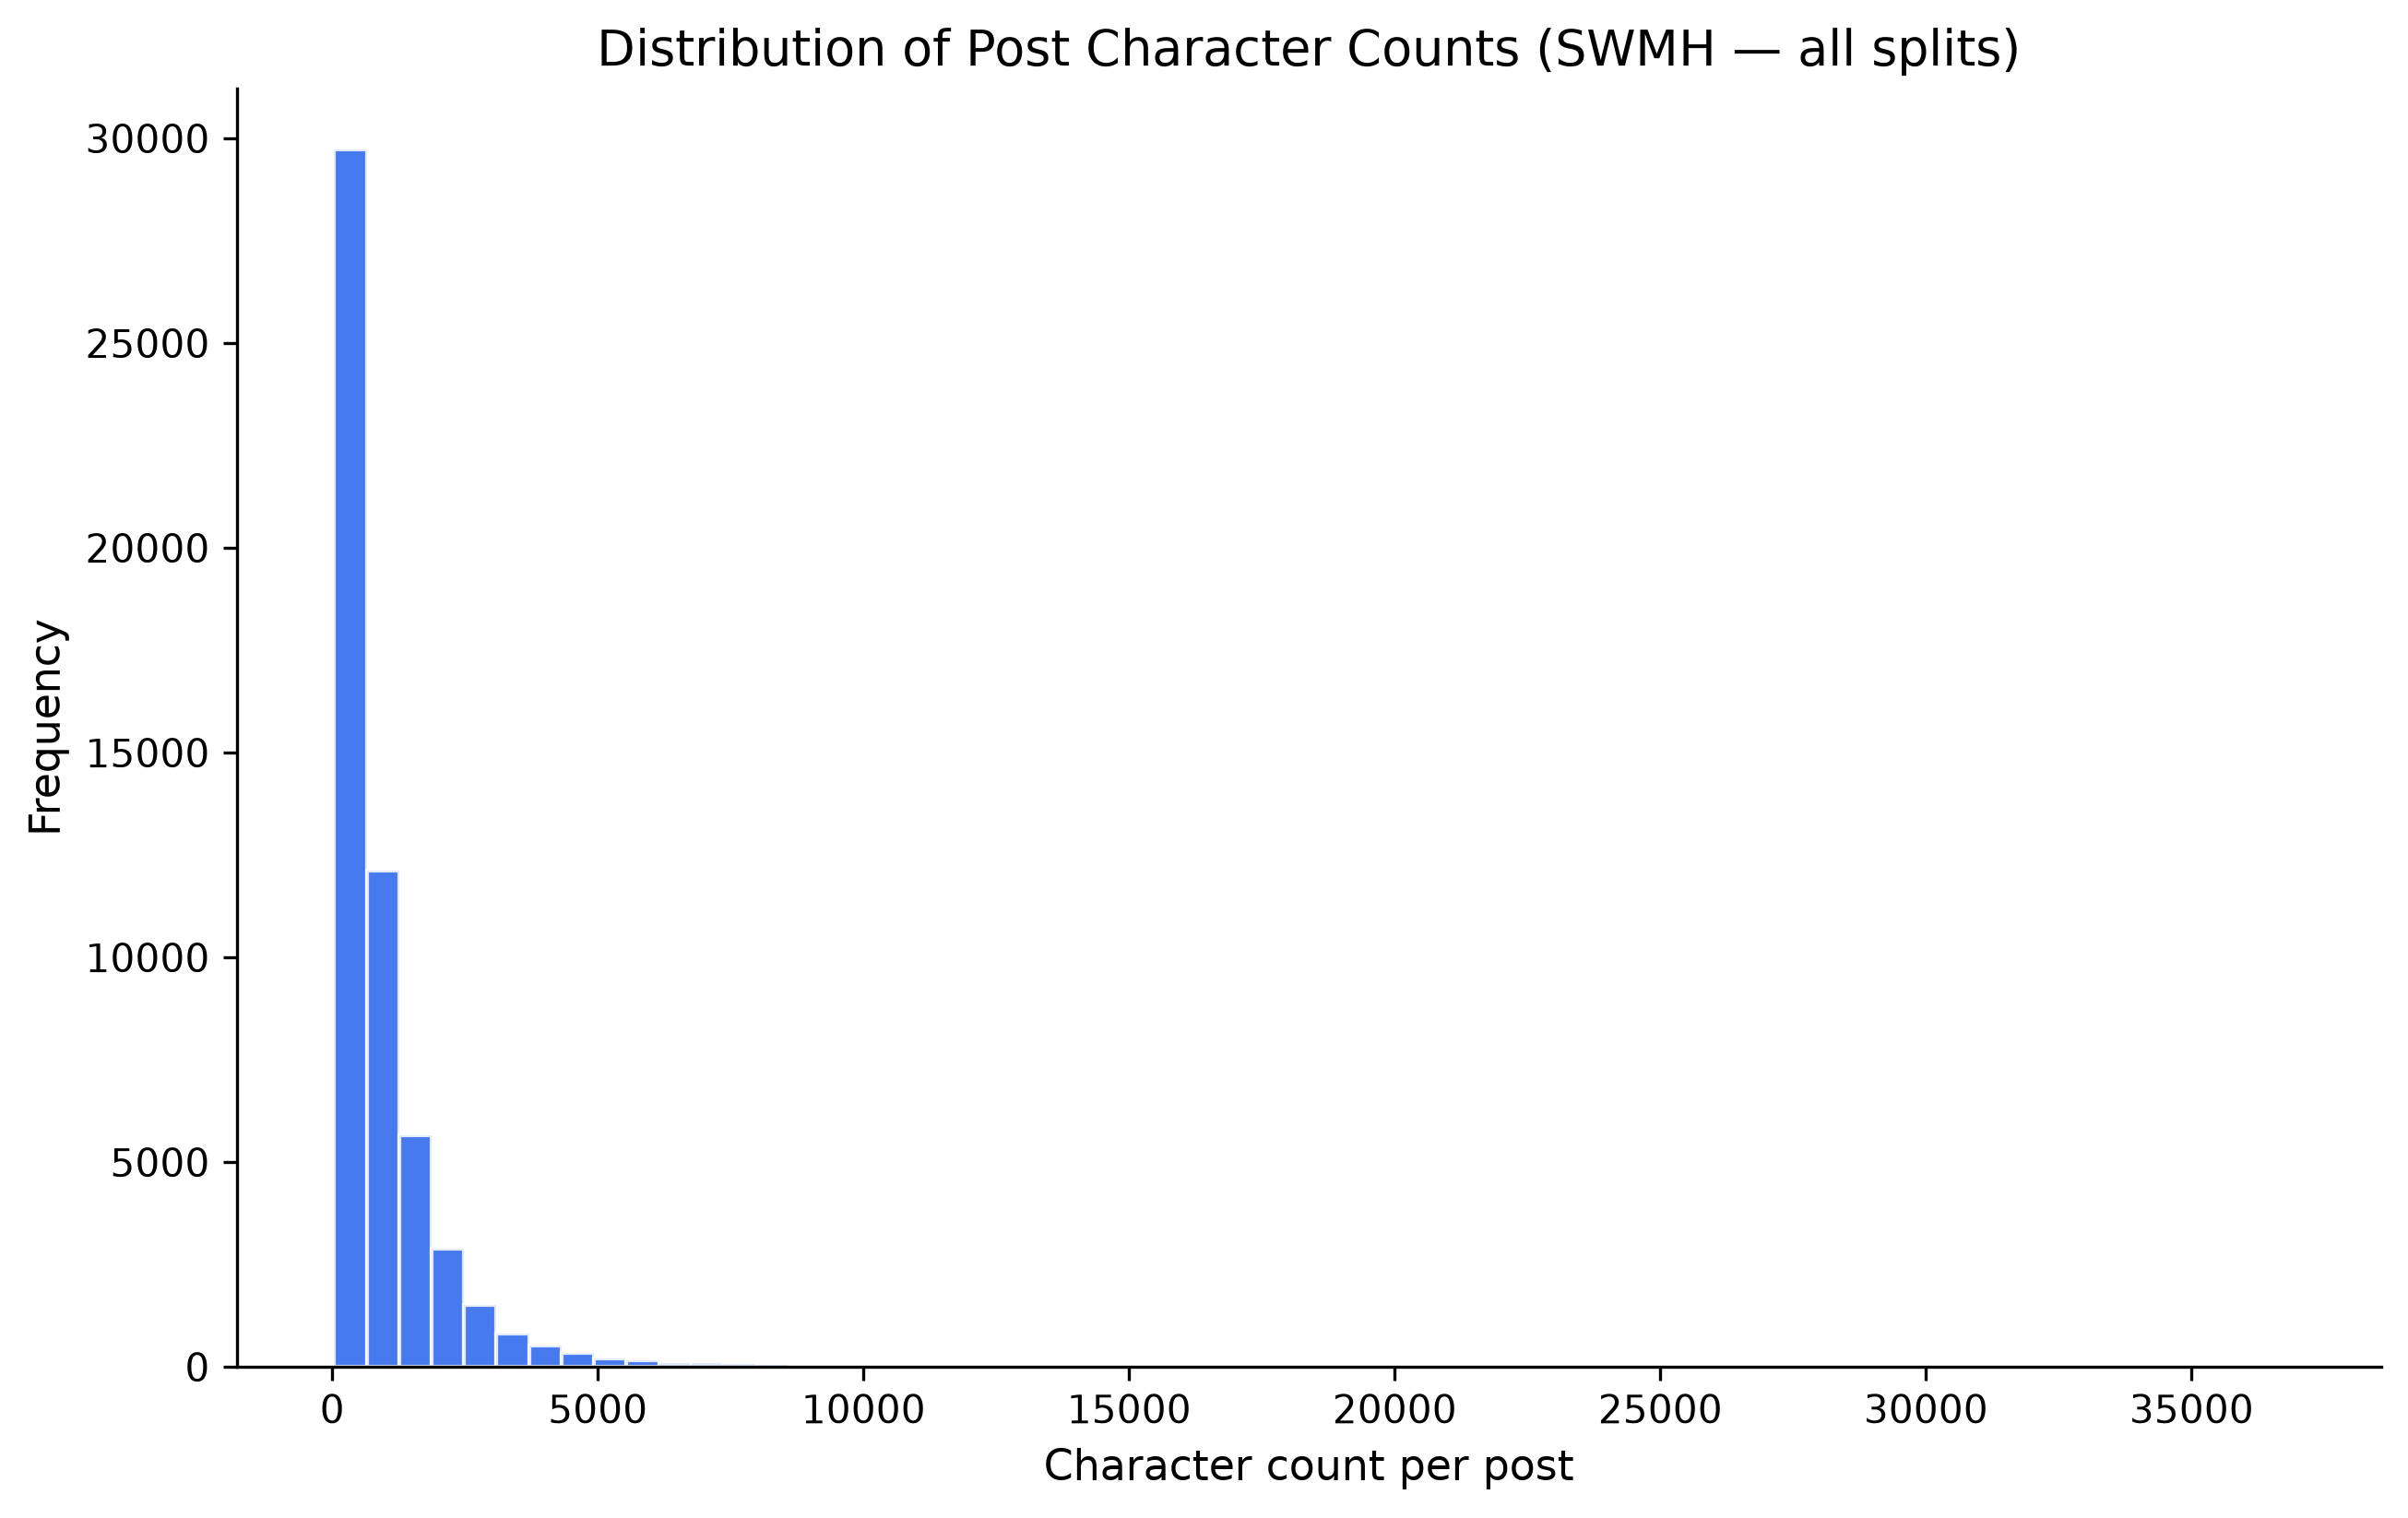 Distribution of Post Character Counts (SWMH — all splits)
30000
25000
20000
15000
10000
5000
0
Frequency
0 5000 10000 15000 20000 25000 30000 35000
Character count per post